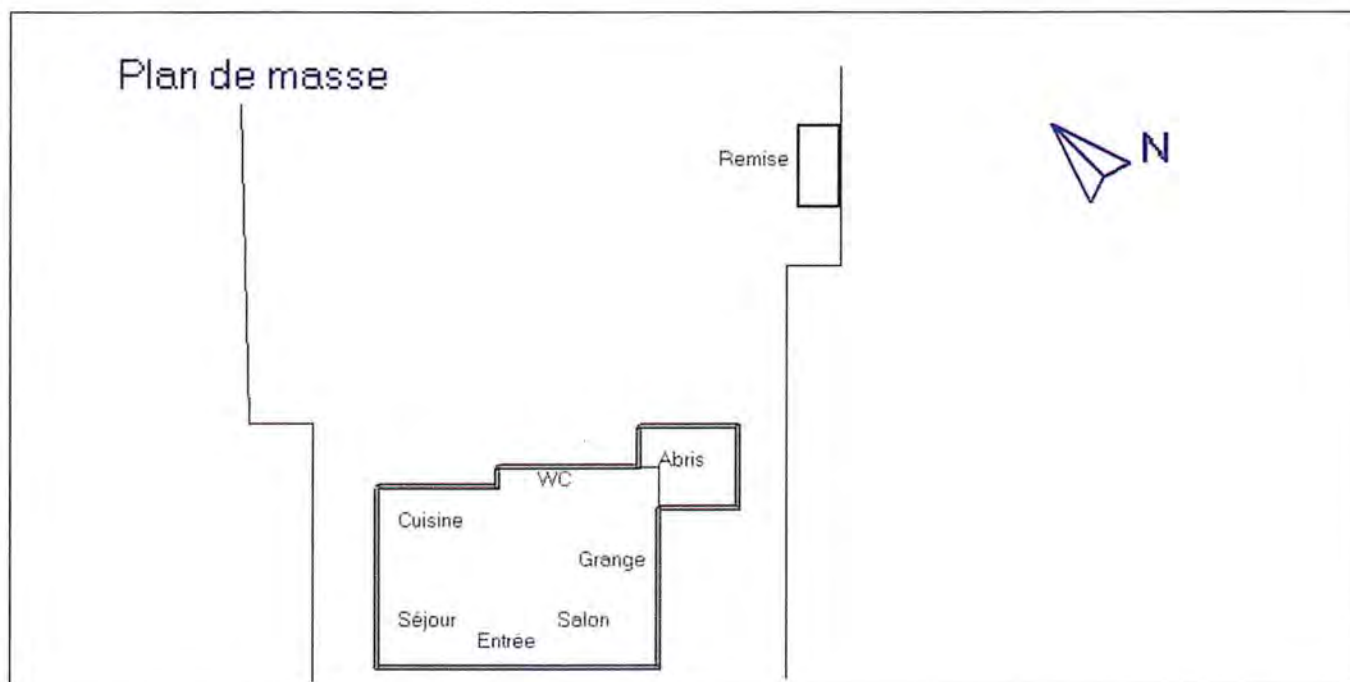 Plan de masse
Remise
N
Abris
WC
Cuisine
Grange
Séjour
Salon
Entrée